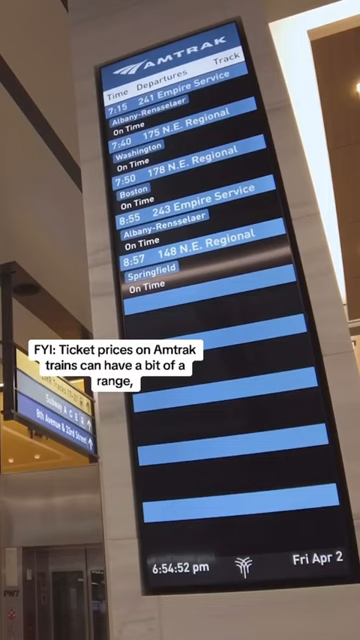 AMTRAK
Time Departures Track
7:15 241 Empire Service
Albany-Rensselaer
On Time
7:40 175 N.E. Regional
Washington
On Time
7:50 178 N.E. Regional
Boston
On Time
8:55 243 Empire Service
Albany-Rensselaer
On Time
8:57 148 N.E. Regional
Springfield
On Time
FYI: Ticket prices on Amtrak
trains can have a bit of a
range,
Subway A C E
8th Avenue & 33rd Street
6:54:52 pm
Fri Apr 2